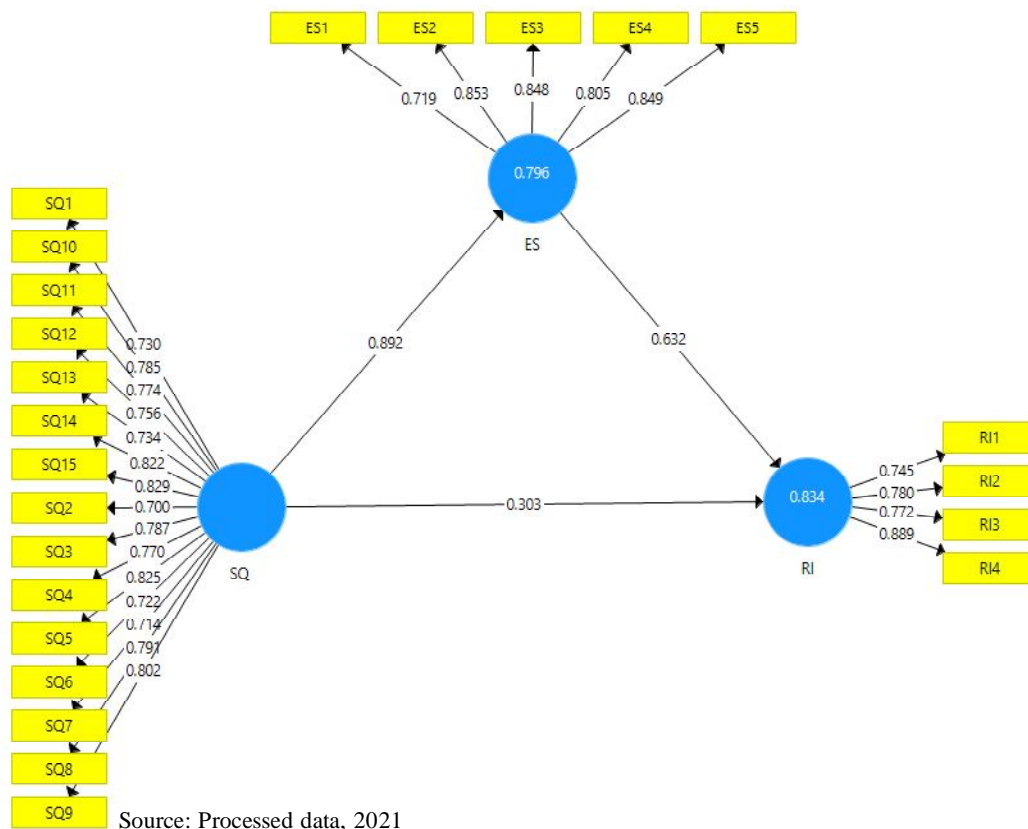 ES1 ES2 ES3 ES4 ES5
0.719 0.853 0.848 0.805 0.849
0.796
ES
SQ1
SQ10
SQ11
SQ12
SQ13
SQ14
SQ15
SQ2
SQ3
SQ4
SQ5
SQ6
SQ7
SQ8
SQ9
0.730
0.785
0.774
0.756
0.734
0.822
0.829
0.700
0.787
0.770
0.825
0.722
0.714
0.791
0.802
SQ
0.892
0.632
0.303
0.834
RI
0.745
0.780
0.772
0.889
RI1
RI2
RI3
RI4
Source: Processed data, 2021